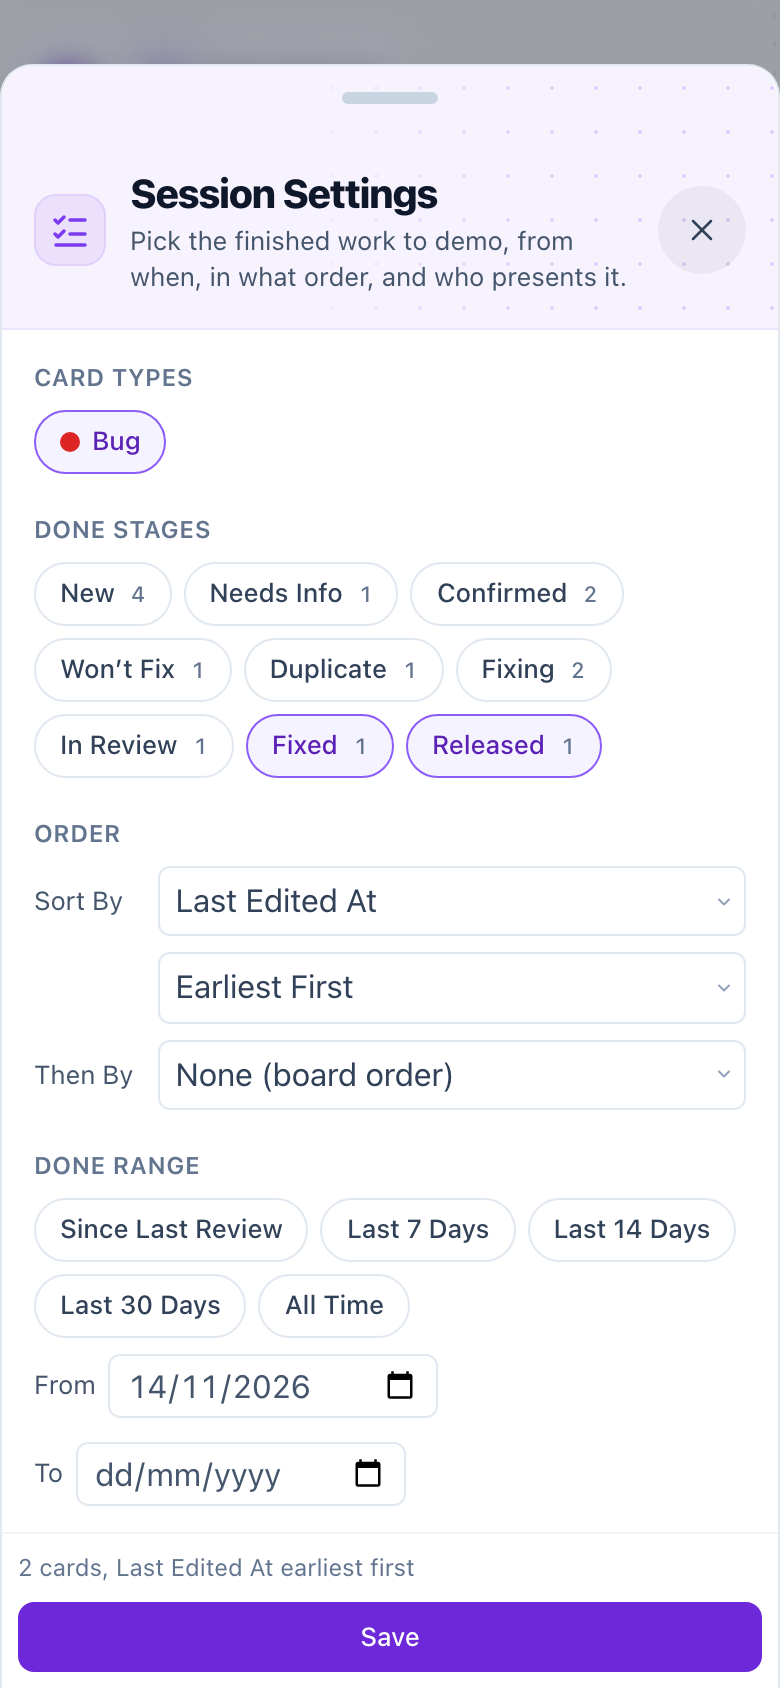 Session Settings
Pick the finished work to demo, from
when, in what order, and who presents it.
CARD TYPES
Bug
DONE STAGES
New 4 Needs Info 1 Confirmed 2
Won’t Fix 1 Duplicate 1 Fixing 2
In Review 1 Fixed 1 Released 1
ORDER
Sort By Last Edited At
Earliest First
Then By None (board order)
DONE RANGE
Since Last Review Last 7 Days Last 14 Days
Last 30 Days All Time
From 14/11/2026
To dd/mm/yyyy
2 cards, Last Edited At earliest first
Save